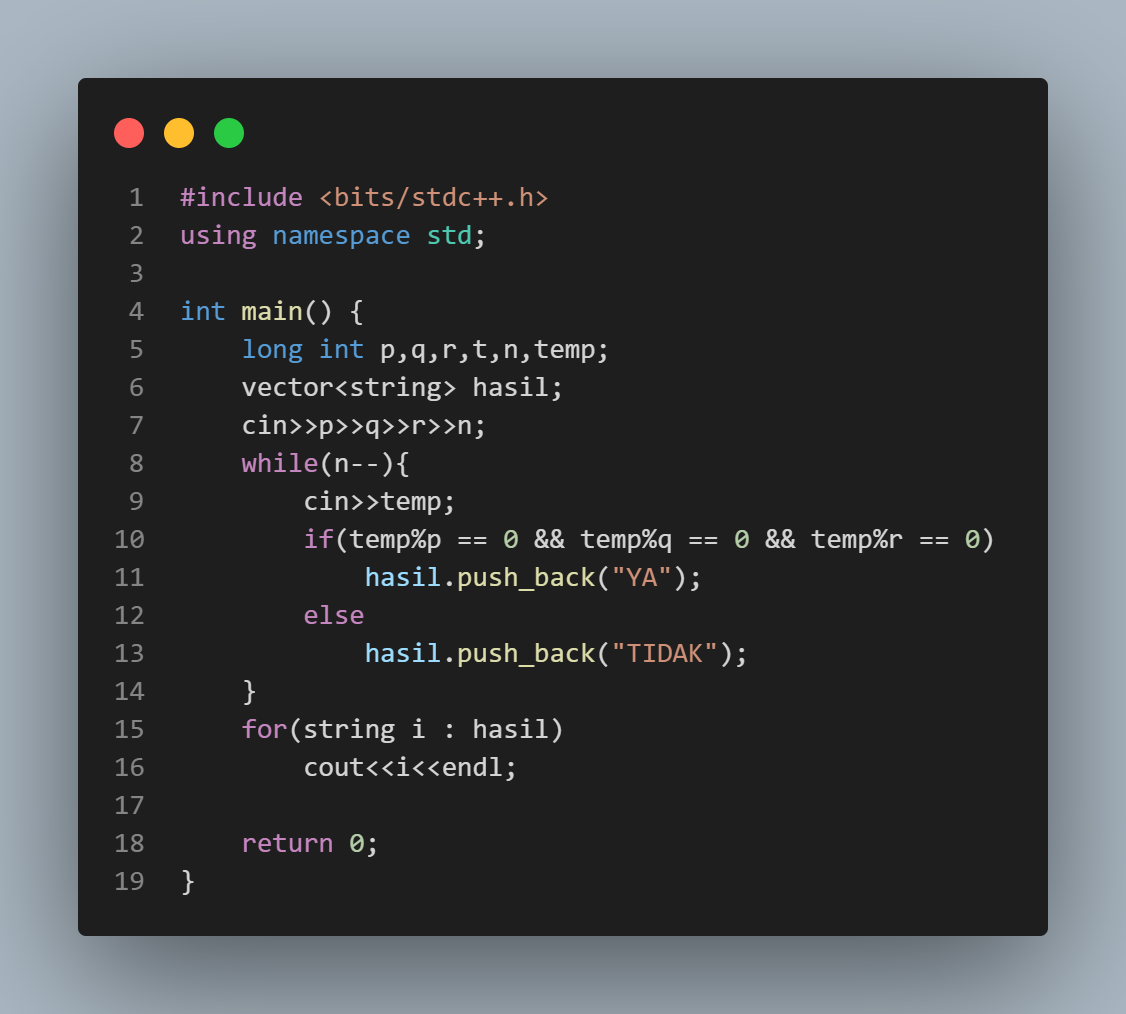 1 #include <bits/stdc++.h>
2 using namespace std;
3
4 int main() {
5     long int p,q,r,t,n,temp;
6     vector<string> hasil;
7     cin>>p>>q>>r>>n;
8     while(n--){
9         cin>>temp;
10         if(temp%p == 0 && temp%q == 0 && temp%r == 0)
11             hasil.push_back("YA");
12         else
13             hasil.push_back("TIDAK");
14     }
15     for(string i : hasil)
16         cout<<i<<endl;
17
18     return 0;
19 }